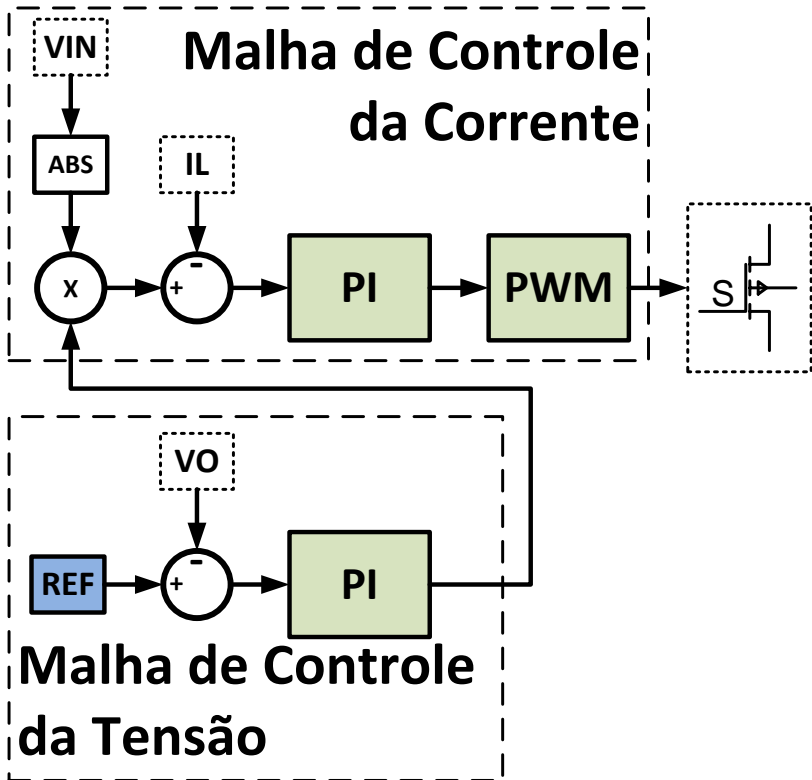 VIN
Malha de Controle
da Corrente
ABS
IL
X
+
-
PI
PWM
S
VO
REF
+
-
PI
Malha de Controle
da Tensão